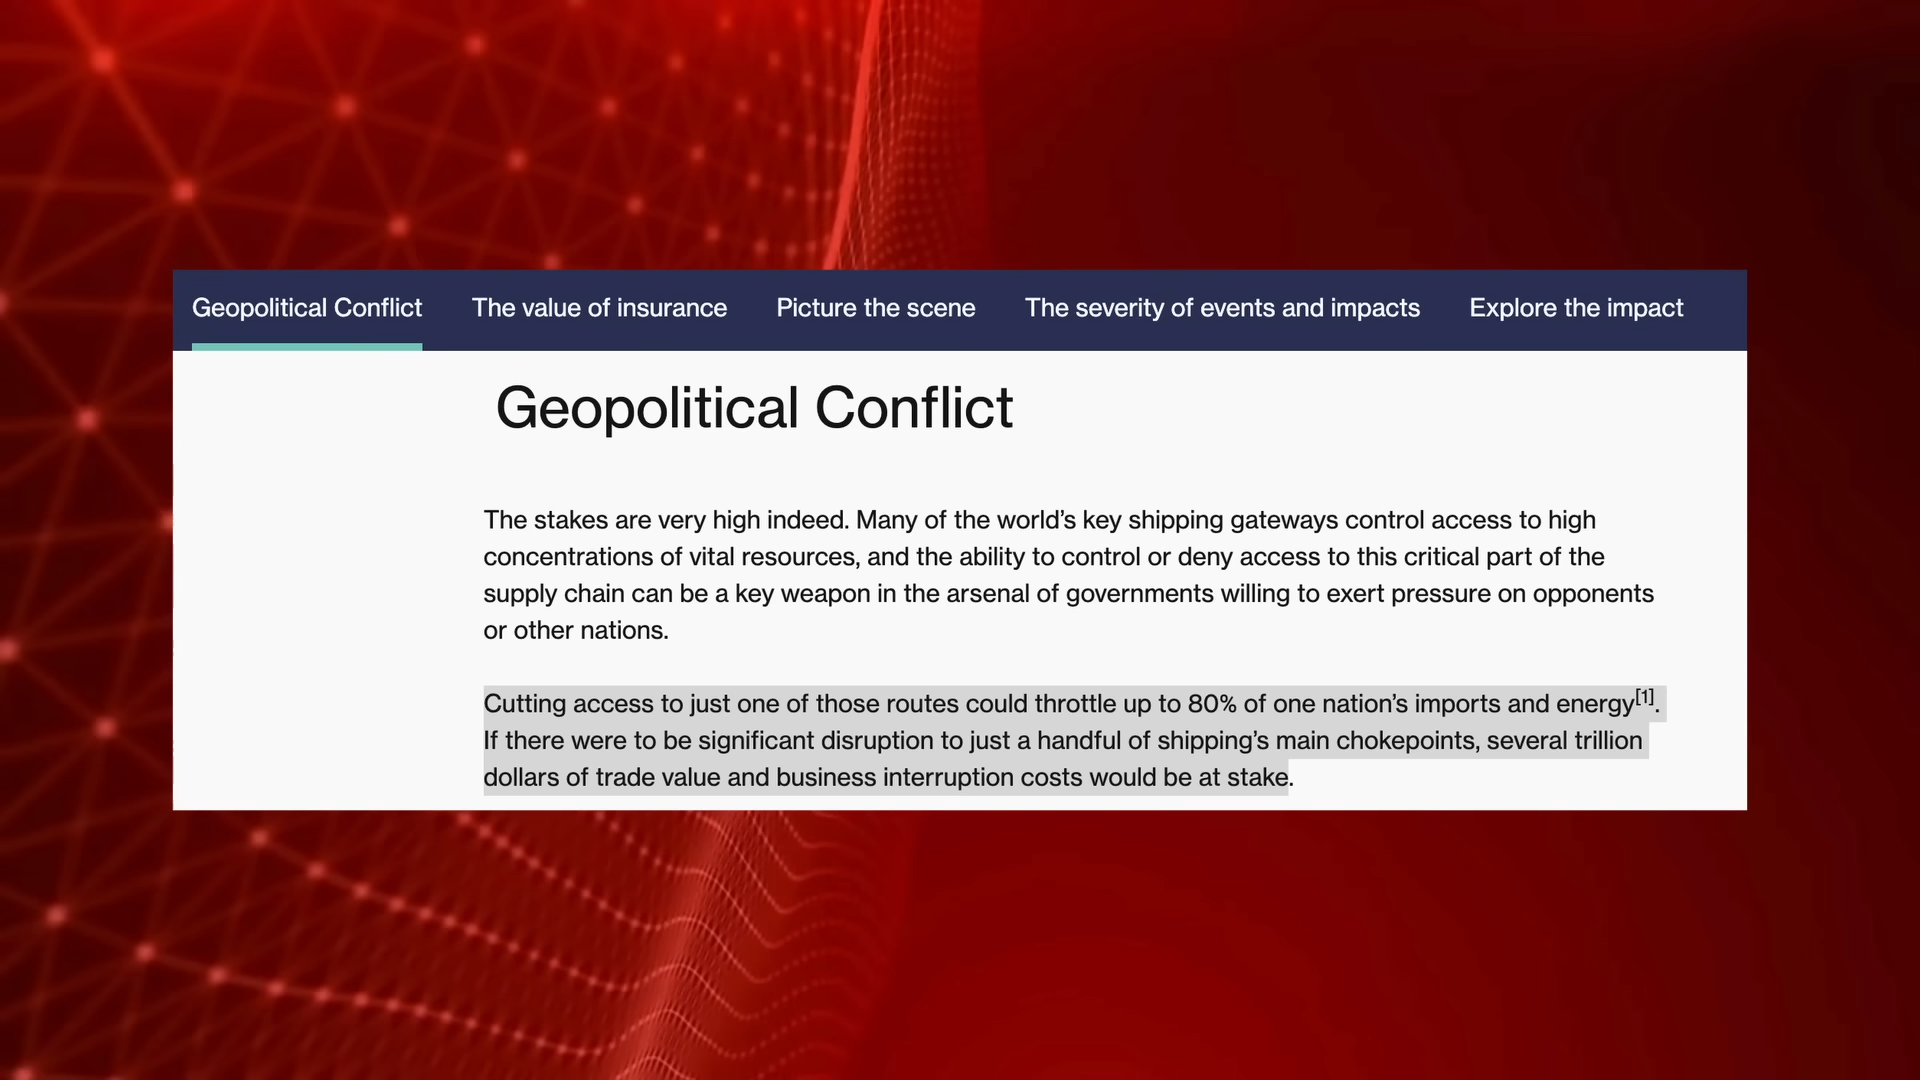 Geopolitical Conflict The value of insurance Picture the scene The severity of events and impacts Explore the impact
Geopolitical Conflict
The stakes are very high indeed. Many of the world’s key shipping gateways control access to high
concentrations of vital resources, and the ability to control or deny access to this critical part of the
supply chain can be a key weapon in the arsenal of governments willing to exert pressure on opponents
or other nations.
Cutting access to just one of those routes could throttle up to 80% of one nation’s imports and energy[1].
If there were to be significant disruption to just a handful of shipping’s main chokepoints, several trillion
dollars of trade value and business interruption costs would be at stake.